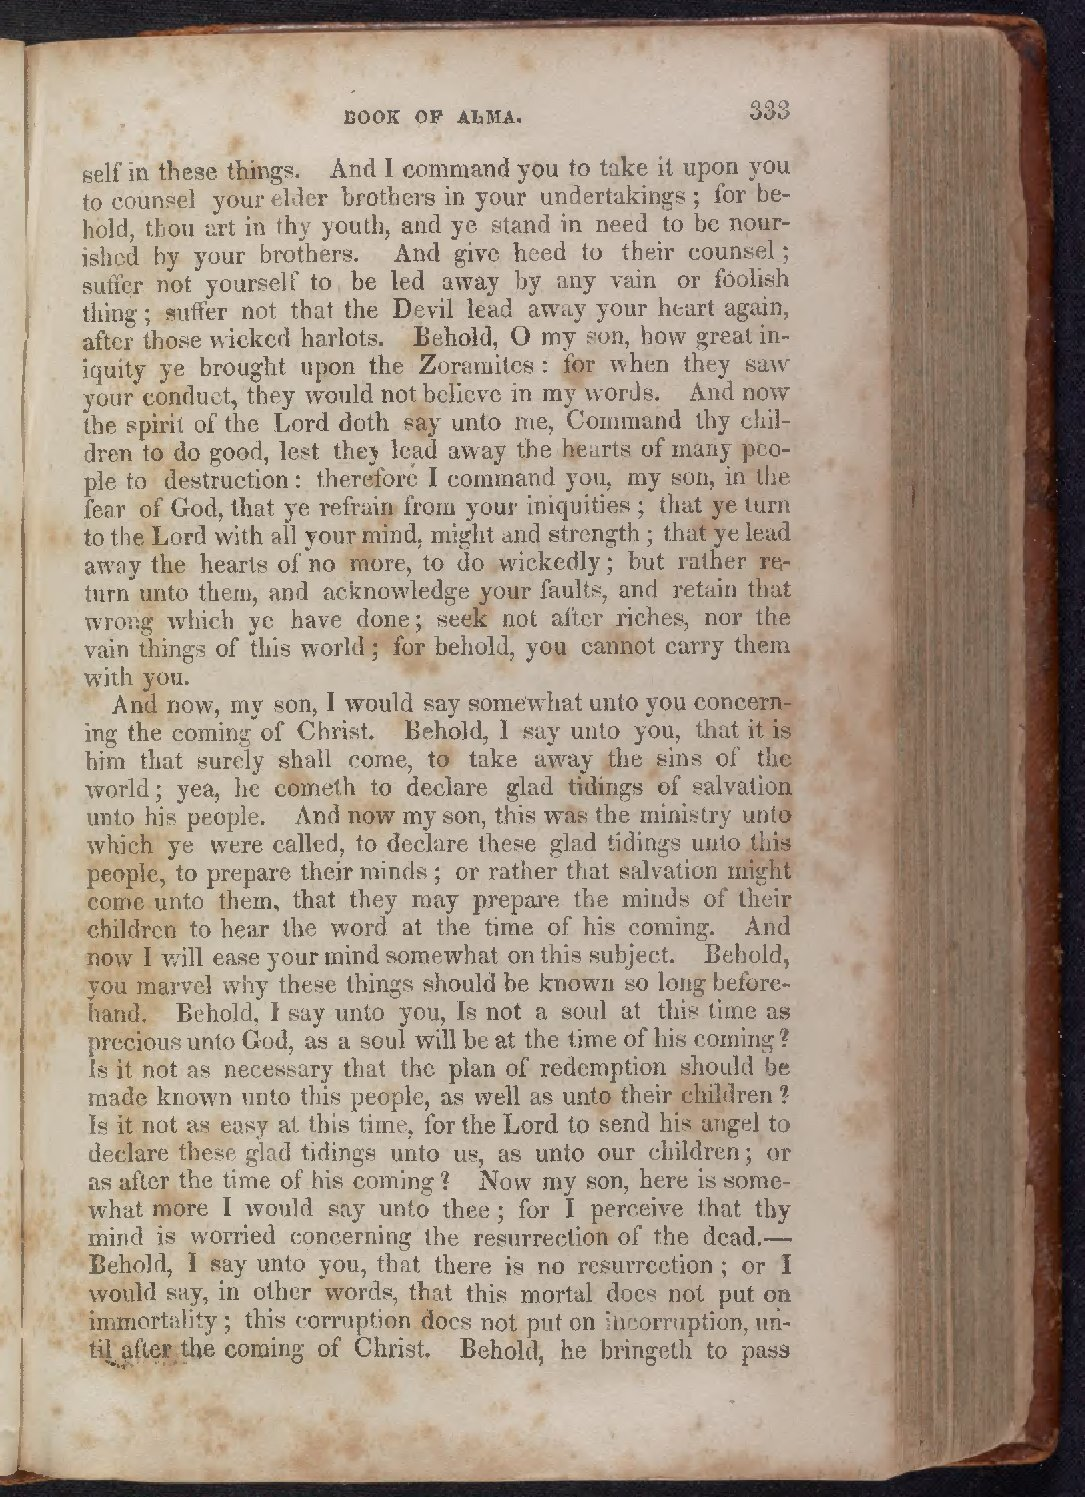 BOOK OF ALMA. 333
self in these things. And I command you to take it upon you
to counsel your elder brothers in your undertakings; for be-
hold, thou art in thy youth, and ye stand in need to be nour-
ished by your brothers. And give heed to their counsel;
suffer not yourself to be led away by any vain or foolish
thing; suffer not that the Devil lead away your heart again,
after those wicked harlots. Behold, O my son, how great in-
iquity ye brought upon the Zoramites: for when they saw
your conduct, they would not believe in my words. And now
the spirit of the Lord doth say unto me, Command thy chil-
dren to do good, lest they lead away the hearts of many peo-
ple to destruction: therefore I command you, my son, in the
fear of God, that ye refrain from your iniquities; that ye turn
to the Lord with all your mind, might and strength; that ye lead
away the hearts of no more, to do wickedly; but rather re-
turn unto them, and acknowledge your faults, and retain that
wrong which ye have done; seek not after riches, nor the
vain things of this world; for behold, you cannot carry them
with you.
And now, my son, I would say somewhat unto you concern-
ing the coming of Christ. Behold, I say unto you, that it is
him that surely shall come, to take away the sins of the
world; yea, he cometh to declare glad tidings of salvation
unto his people. And now my son, this was the ministry unto
which ye were called, to declare these glad tidings unto this
people, to prepare their minds; or rather that salvation might
come unto them, that they may prepare the minds of their
children to hear the word at the time of his coming. And
now I will ease your mind somewhat on this subject. Behold,
you marvel why these things should be known so long before-
hand. Behold, I say unto you, Is not a soul at this time as
precious unto God, as a soul will be at the time of his coming?
Is it not as necessary that the plan of redemption should be
made known unto this people, as well as unto their children?
Is it not as easy at this time, for the Lord to send his angel to
declare these glad tidings unto us, as unto our children; or
as after the time of his coming? Now my son, here is some-
what more I would say unto thee; for I perceive that thy
mind is worried concerning the resurrection of the dead.—
Behold, I say unto you, that there is no resurrection; or I
would say, in other words, that this mortal does not put on
immortality; this corruption does not put on incorruption, un-
til after the coming of Christ. Behold, he bringeth to pass